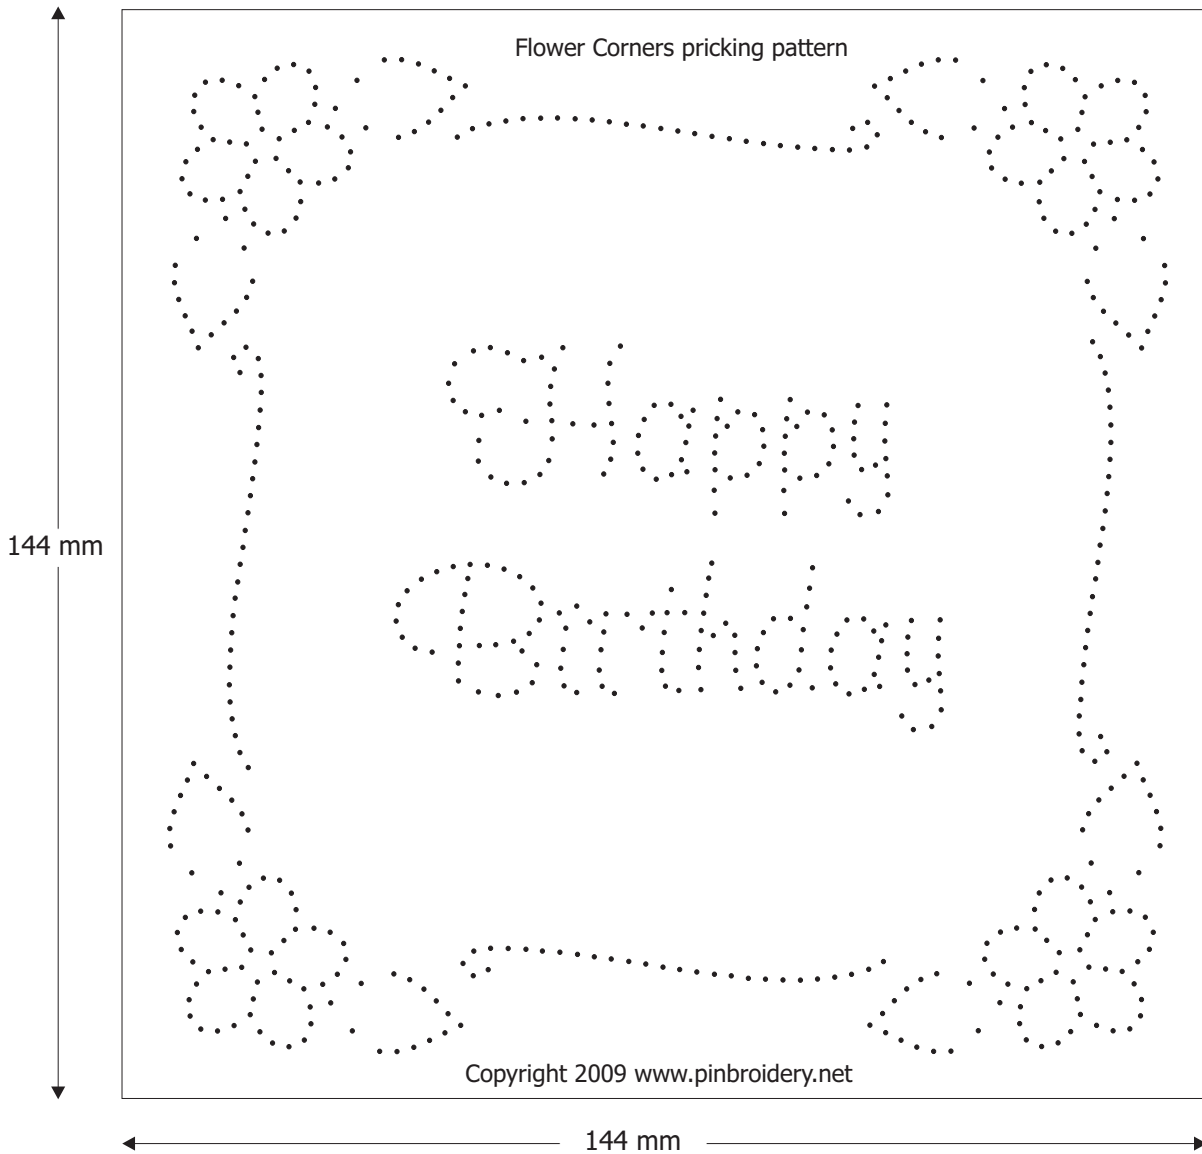 Flower Corners pricking pattern
Happy
144 mm
Birthday
Copyright 2009 www.pinbroidery.net
144 mm